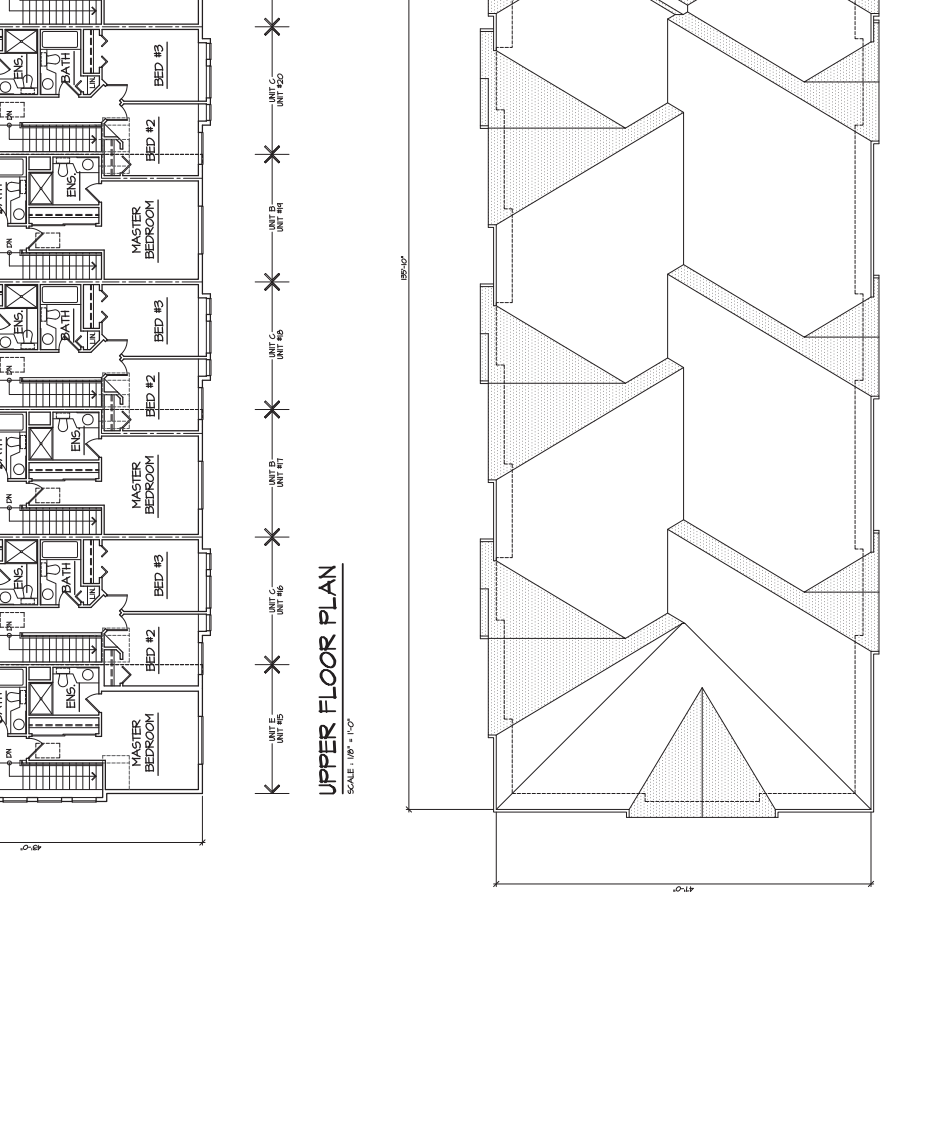 ENS.
BATH
LIN.
BED #3
DN
BED #2
UNIT C
UNIT #20
ENS.
MASTER
BEDROOM
DN
UNIT B
UNIT #19
ENS.
BATH
LIN.
BED #3
DN
BED #2
UNIT C
UNIT #18
ENS.
MASTER
BEDROOM
DN
UNIT B
UNIT #17
ENS.
BATH
LIN.
BED #3
DN
BED #2
UNIT C
UNIT #16
ENS.
MASTER
BEDROOM
DN
UNIT E
UNIT #15
43'-0"
UPPER FLOOR PLAN
SCALE : 1/8" = 1'-0"
47'-0"